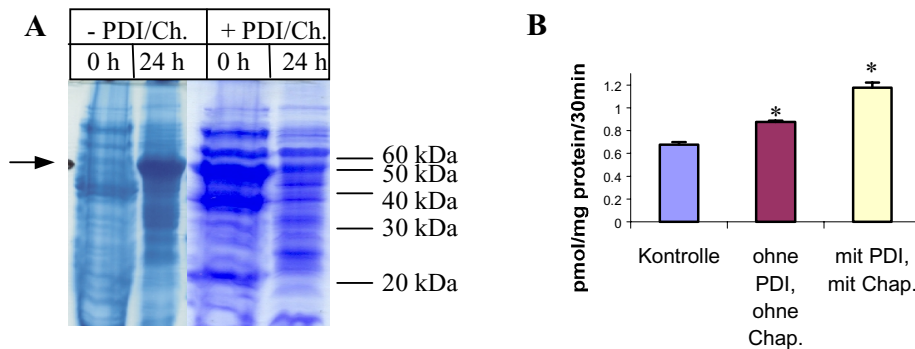 A
- PDI/Ch.
+ PDI/Ch.
0 h
24 h
0 h
24 h
60 kDa
50 kDa
40 kDa
30 kDa
20 kDa
B
pmol/mg protein/30min
1.2
1
0.8
0.6
0.4
0.2
0
*
*
Kontrolle
ohne
PDI,
ohne
Chap.
mit PDI,
mit Chap.